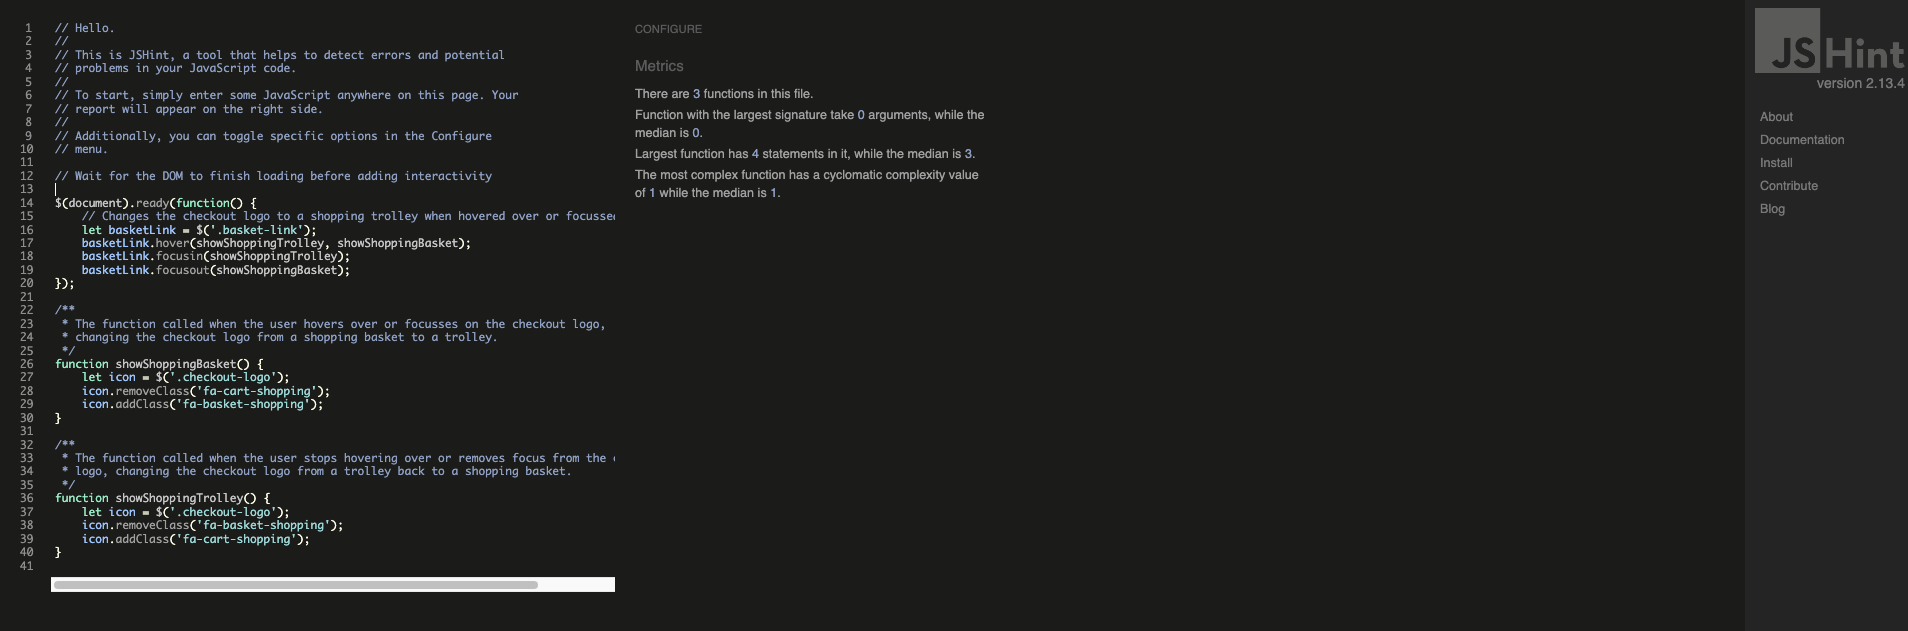 1 // Hello.
2 //
3 // This is JSHint, a tool that helps to detect errors and potential
4 // problems in your JavaScript code.
5 //
6 // To start, simply enter some JavaScript anywhere on this page. Your
7 // report will appear on the right side.
8 //
9 // Additionally, you can toggle specific options in the Configure
10 // menu.
11
12 // Wait for the DOM to finish loading before adding interactivity
13
14 $(document).ready(function() {
15     // Changes the checkout logo to a shopping trolley when hovered over or focussed
16     let basketLink = $('.basket-link');
17     basketLink.hover(showShoppingTrolley, showShoppingBasket);
18     basketLink.focusin(showShoppingTrolley);
19     basketLink.focusout(showShoppingBasket);
20 });
21
22 /**
23  * The function called when the user hovers over or focusses on the checkout logo,
24  * changing the checkout logo from a shopping basket to a trolley.
25  */
26 function showShoppingBasket() {
27     let icon = $('.checkout-logo');
28     icon.removeClass('fa-cart-shopping');
29     icon.addClass('fa-basket-shopping');
30 }
31
32 /**
33  * The function called when the user stops hovering over or removes focus from the
34  * logo, changing the checkout logo from a trolley back to a shopping basket.
35  */
36 function showShoppingTrolley() {
37     let icon = $('.checkout-logo');
38     icon.removeClass('fa-basket-shopping');
39     icon.addClass('fa-cart-shopping');
40 }
41
CONFIGURE
Metrics
There are 3 functions in this file.
Function with the largest signature take 0 arguments, while the
median is 0.
Largest function has 4 statements in it, while the median is 3.
The most complex function has a cyclomatic complexity value
of 1 while the median is 1.
JSHint
version 2.13.4
About
Documentation
Install
Contribute
Blog